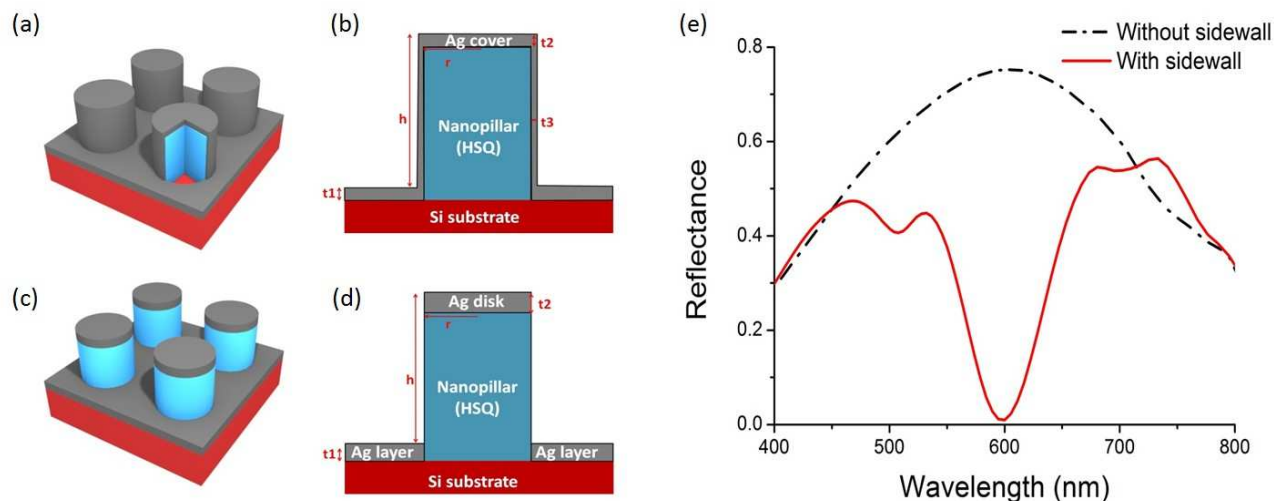 (a)
(b)
Ag cover
t2
r
h
Nanopillar
(HSQ)
t3
t1
Si substrate
(c)
(d)
Ag disk
t2
r
h
Nanopillar
(HSQ)
t1
Ag layer
Ag layer
Si substrate
(e)
Without sidewall
With sidewall
0.8
0.6
0.4
0.2
0.0
Reflectance
400
500
600
700
800
Wavelength (nm)